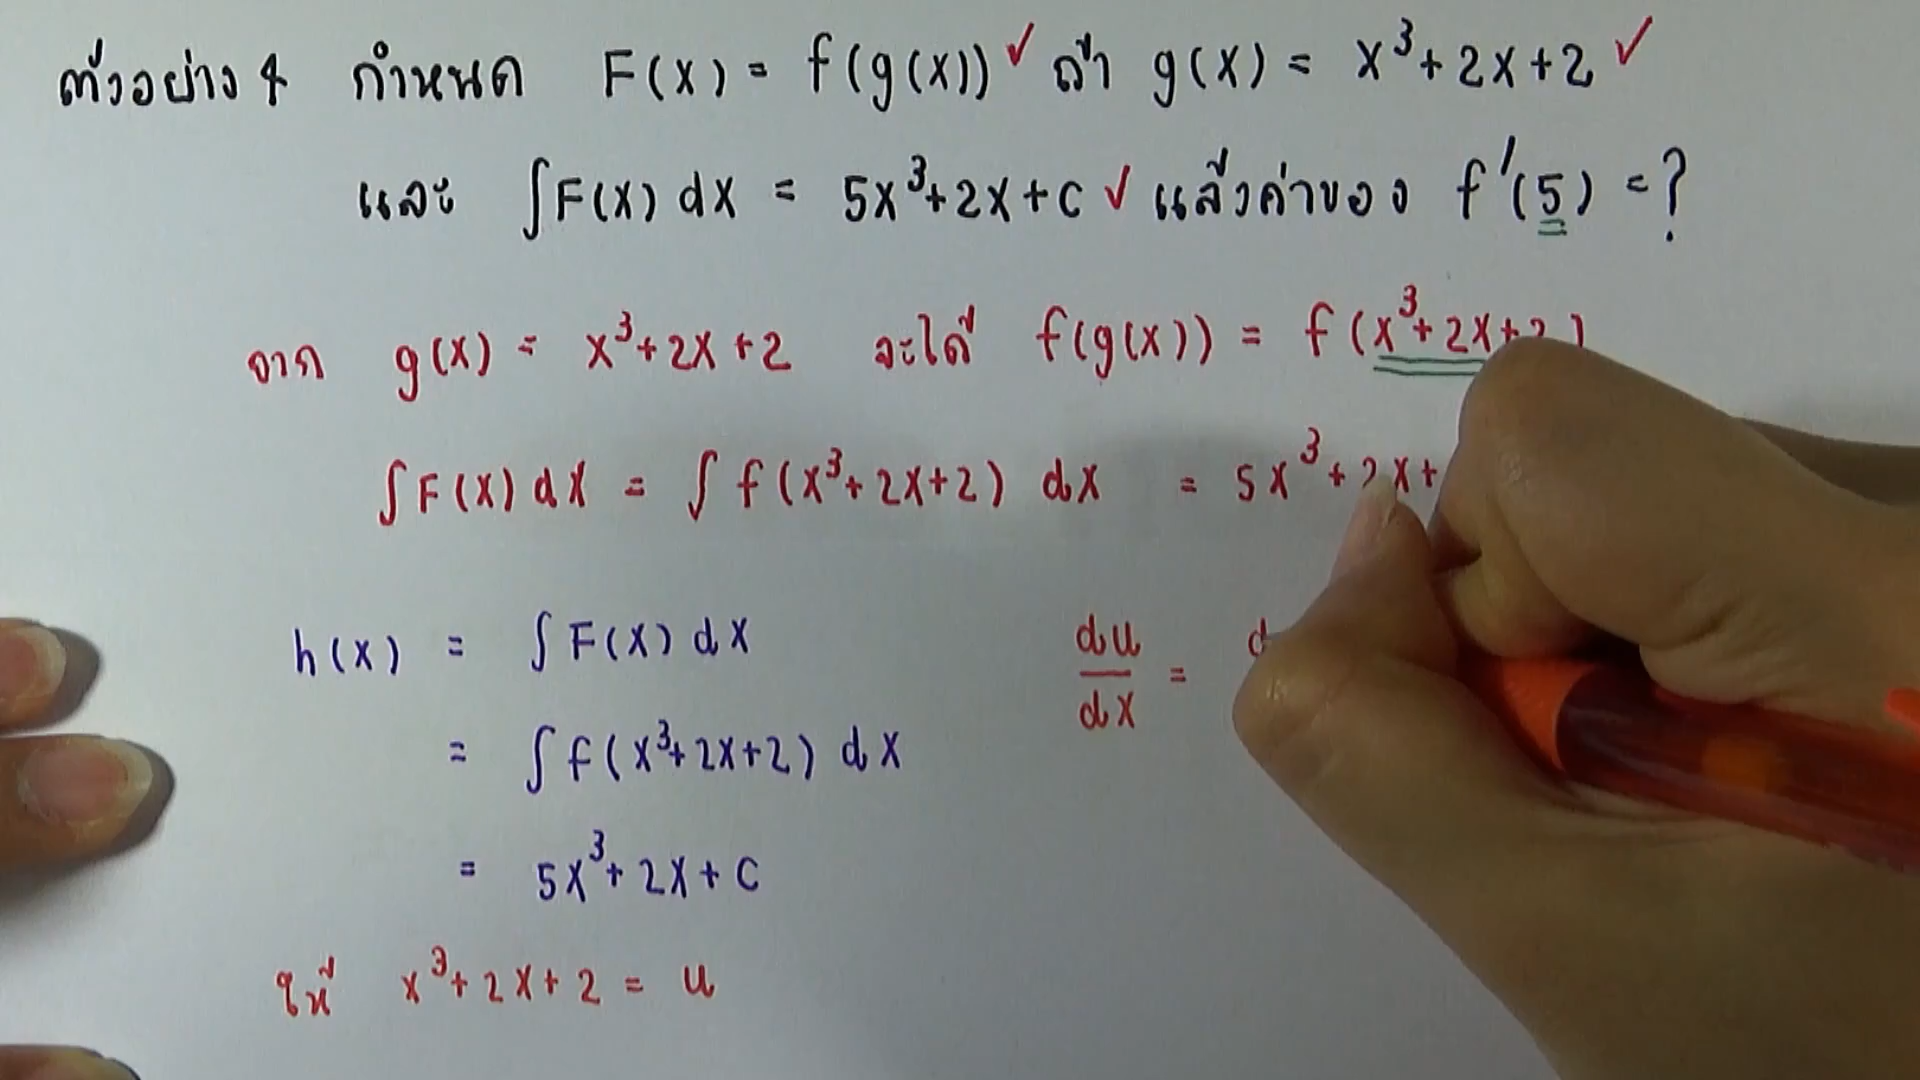 ตัวอย่าง 4 กำหนด F(x) = f(g(x)) ✓ ถ้า g(x) = x³+2x+2 ✓
และ ∫F(x) dx = 5x³+2x+c ✓ แล้วค่าของ f'(5) = ?
จาก g(x) = x³+2x+2 จะได้ f(g(x)) = f(x³+2x+2)
∫F(x) dx = ∫f(x³+2x+2) dx = 5x³+2x+
h(x) = ∫F(x) dx
du/dx = d
= ∫f(x³+2x+2) dx
= 5x³+2x+c
ให้ x³+2x+2 = u